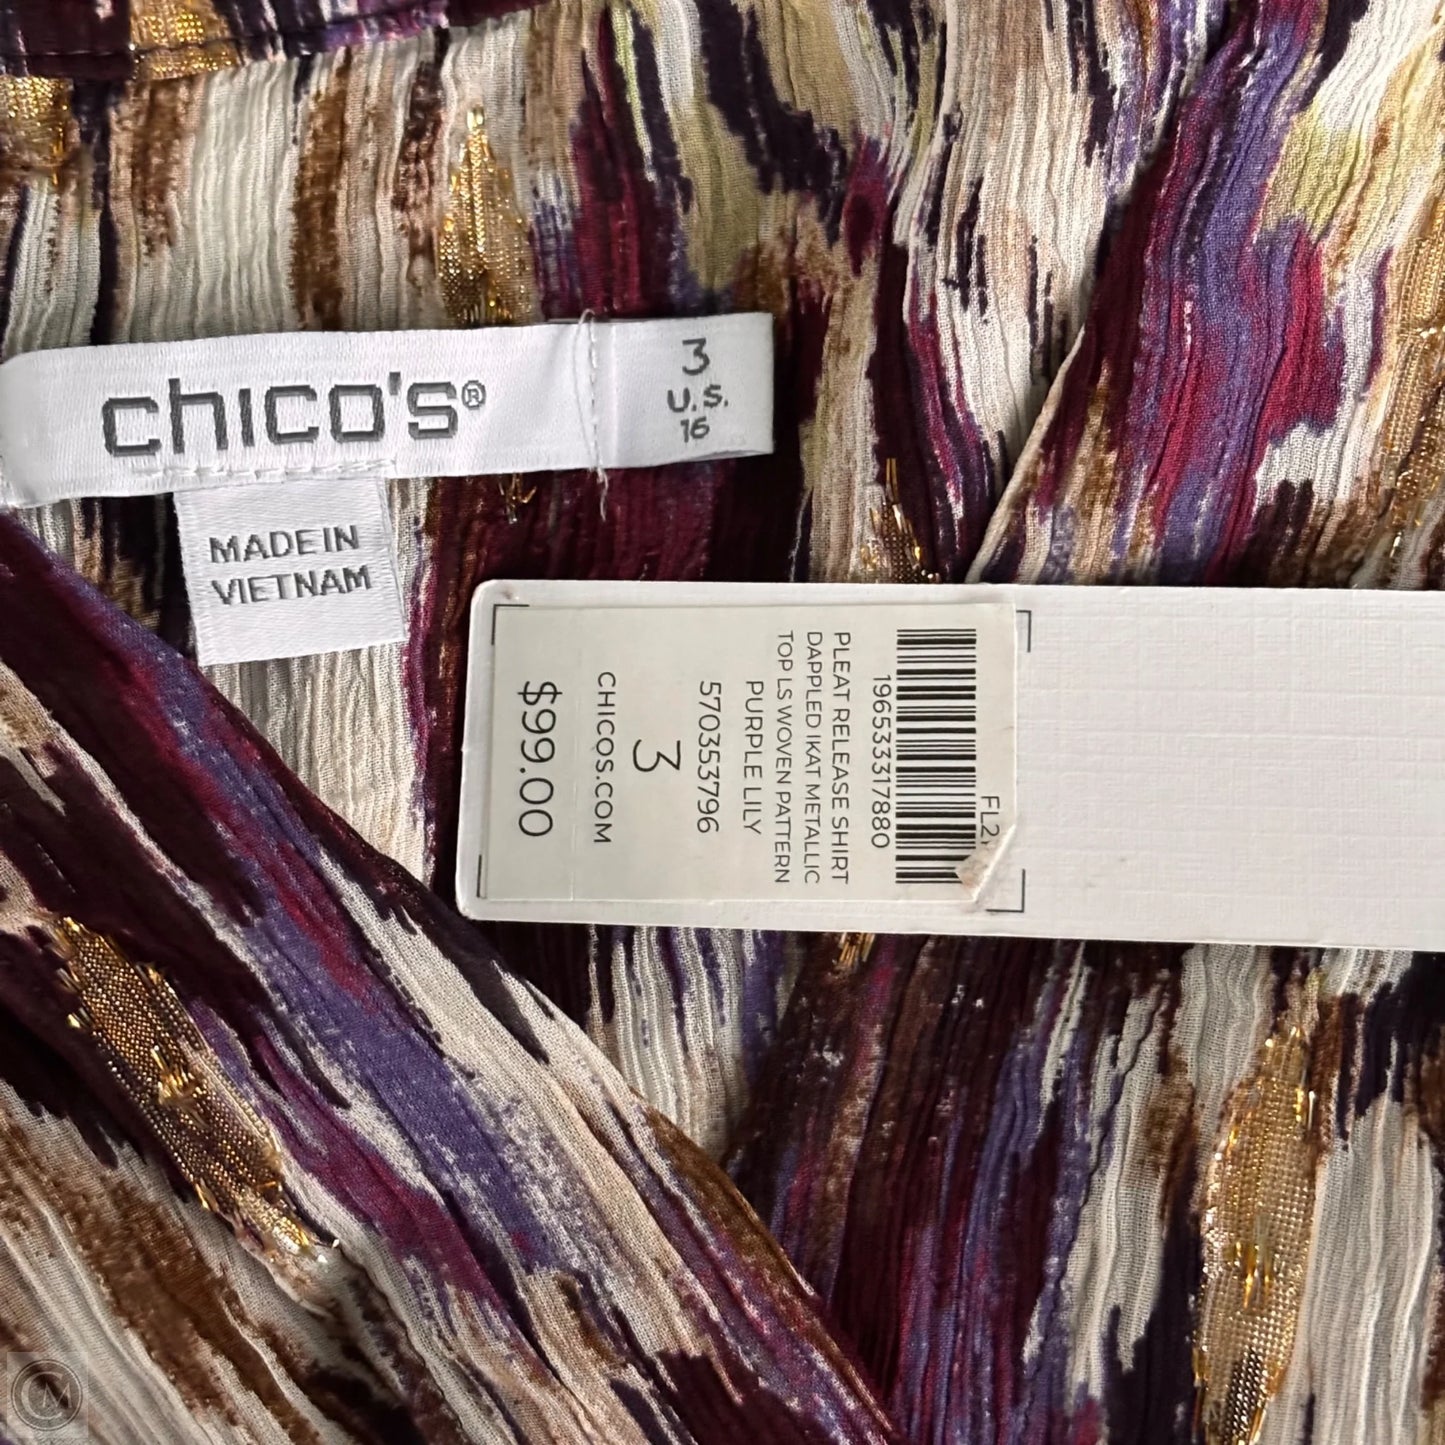 chico's®
3
U.S.
16
MADE IN
VIETNAM
196533317880
PLEAT RELEASE SHIRT
DAPPLED IKAT METALLIC
TOP LS WOVEN PATTERN
PURPLE LILY
570353796
3
CHICOS.COM
$99.00